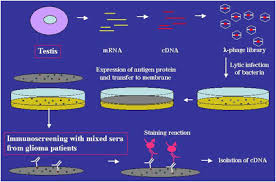 Testis
mRNA
cDNA
λ-phage library
Lytic infection
of bacteria
Expression of antigen protein
and transfer to membrane
Immunoscreening with mixed sera
from glioma patients
Staining reaction
Isolation of cDNA